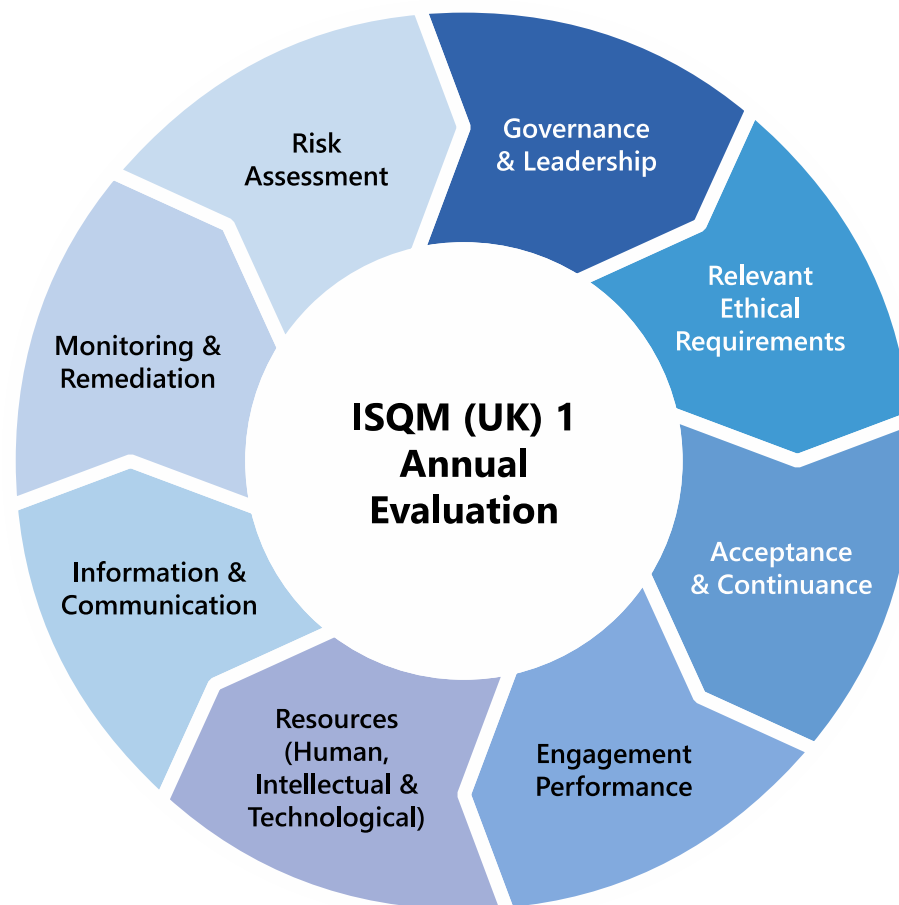 Governance
& Leadership
Relevant
Ethical
Requirements
Acceptance
& Continuance
Engagement
Performance
Resources
(Human,
Intellectual &
Technological)
Information &
Communication
Monitoring &
Remediation
Risk
Assessment
ISQM (UK) 1
Annual
Evaluation